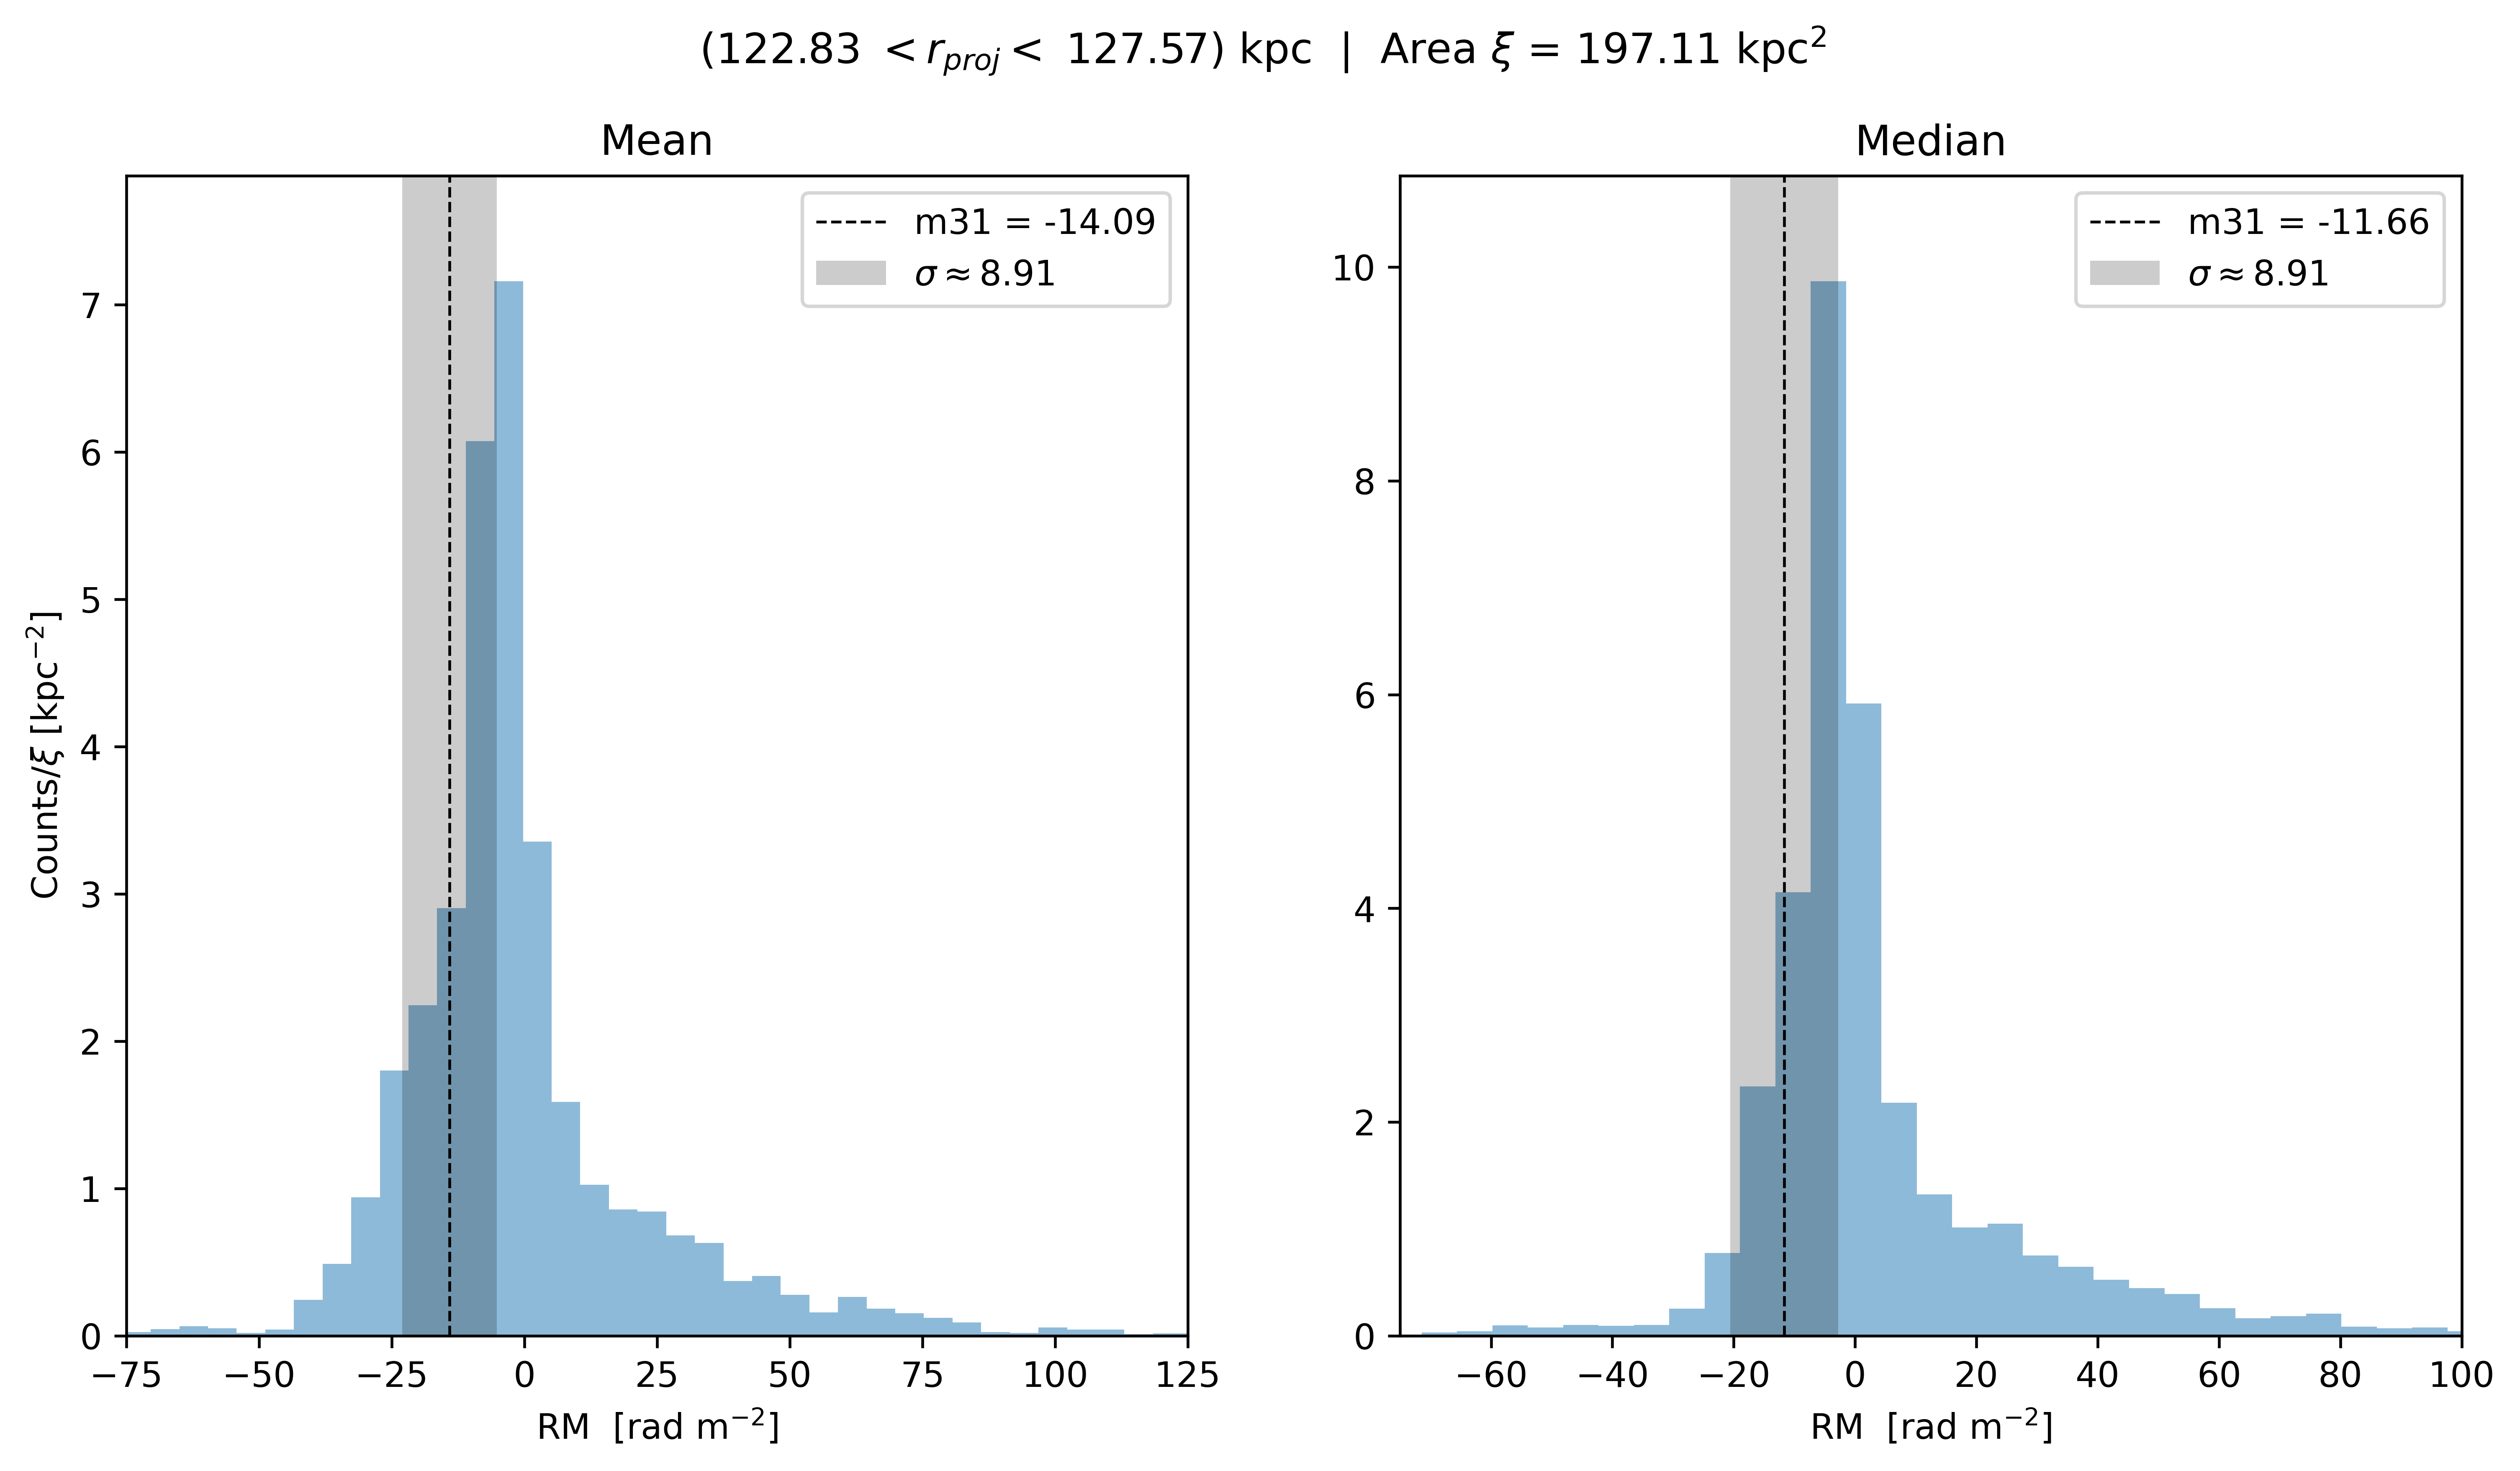 (122.83 < r_proj < 127.57) kpc | Area ξ = 197.11 kpc²
Mean
m31 = -14.09
σ ≈ 8.91
Counts/ξ [kpc⁻²]
7
6
5
4
3
2
1
0
−75 −50 −25 0 25 50 75 100 125
RM [rad m⁻²]
Median
m31 = -11.66
σ ≈ 8.91
10
8
6
4
2
0
−60 −40 −20 0 20 40 60 80 100
RM [rad m⁻²]